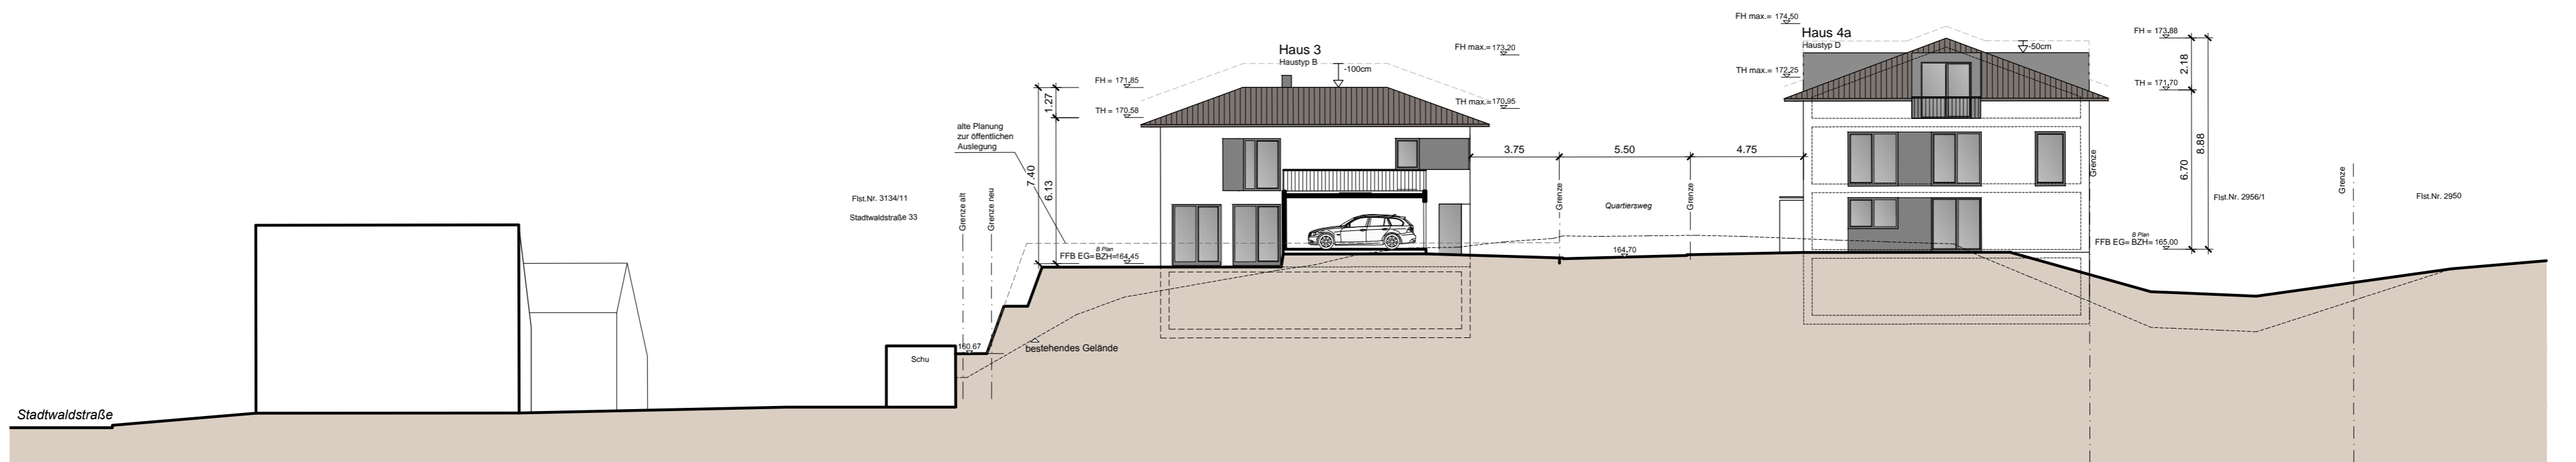 Stadtwaldstraße
Flst.Nr. 3134/11
Stadtwaldstraße 33
Schu
160.67
Grenze alt
Grenze neu
bestehendes Gelände
alte Planung
zur öffentlichen
Auslegung
7.40
1.27
6.13
FH = 171,85
TH = 170.58
B Plan
FFB EG= BZH=164,45
Haus 3
Haustyp B
-100cm
FH max.= 173,20
TH max.=170,95
3.75
5.50
4.75
Grenze
Quartiersweg
Grenze
164.70
FH max.= 174,50
TH max.= 172,25
Haus 4a
Haustyp D
-50cm
Grenze
FH = 173,88
TH = 171,70
2.18
6.70
8.88
B Plan
FFB EG= BZH= 165,00
Flst.Nr. 2956/1
Grenze
Flst.Nr. 2950